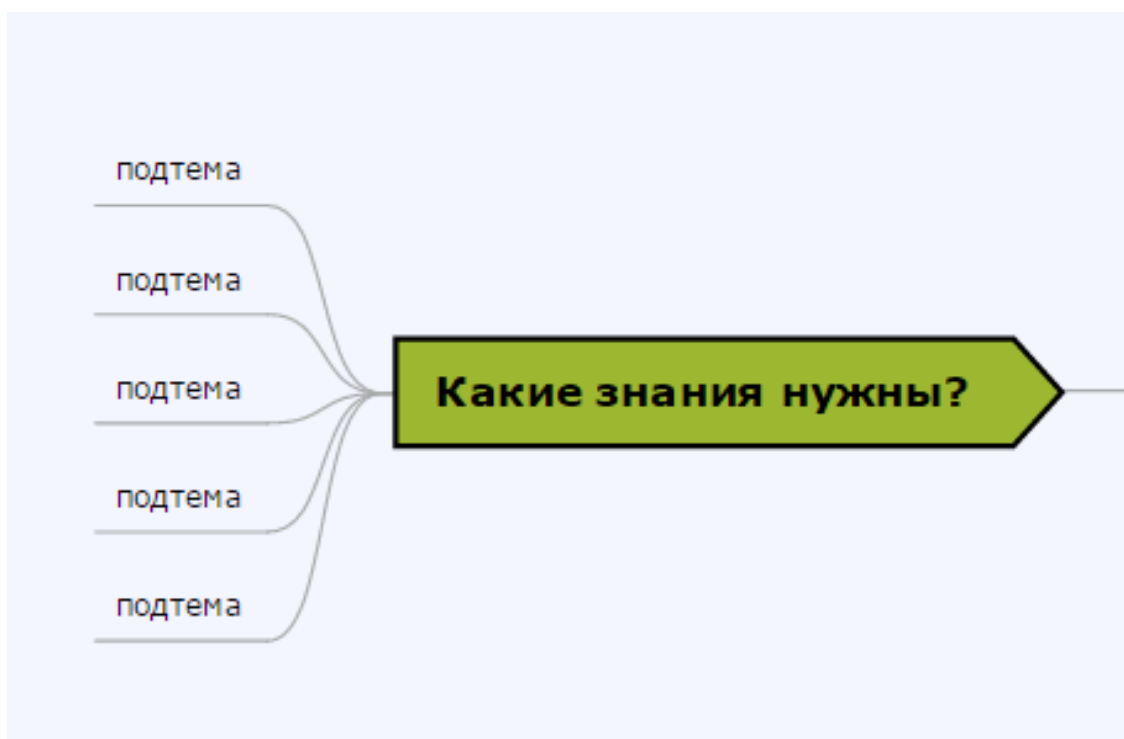 подтема
подтема
подтема
подтема
подтема
Какие знания нужны?